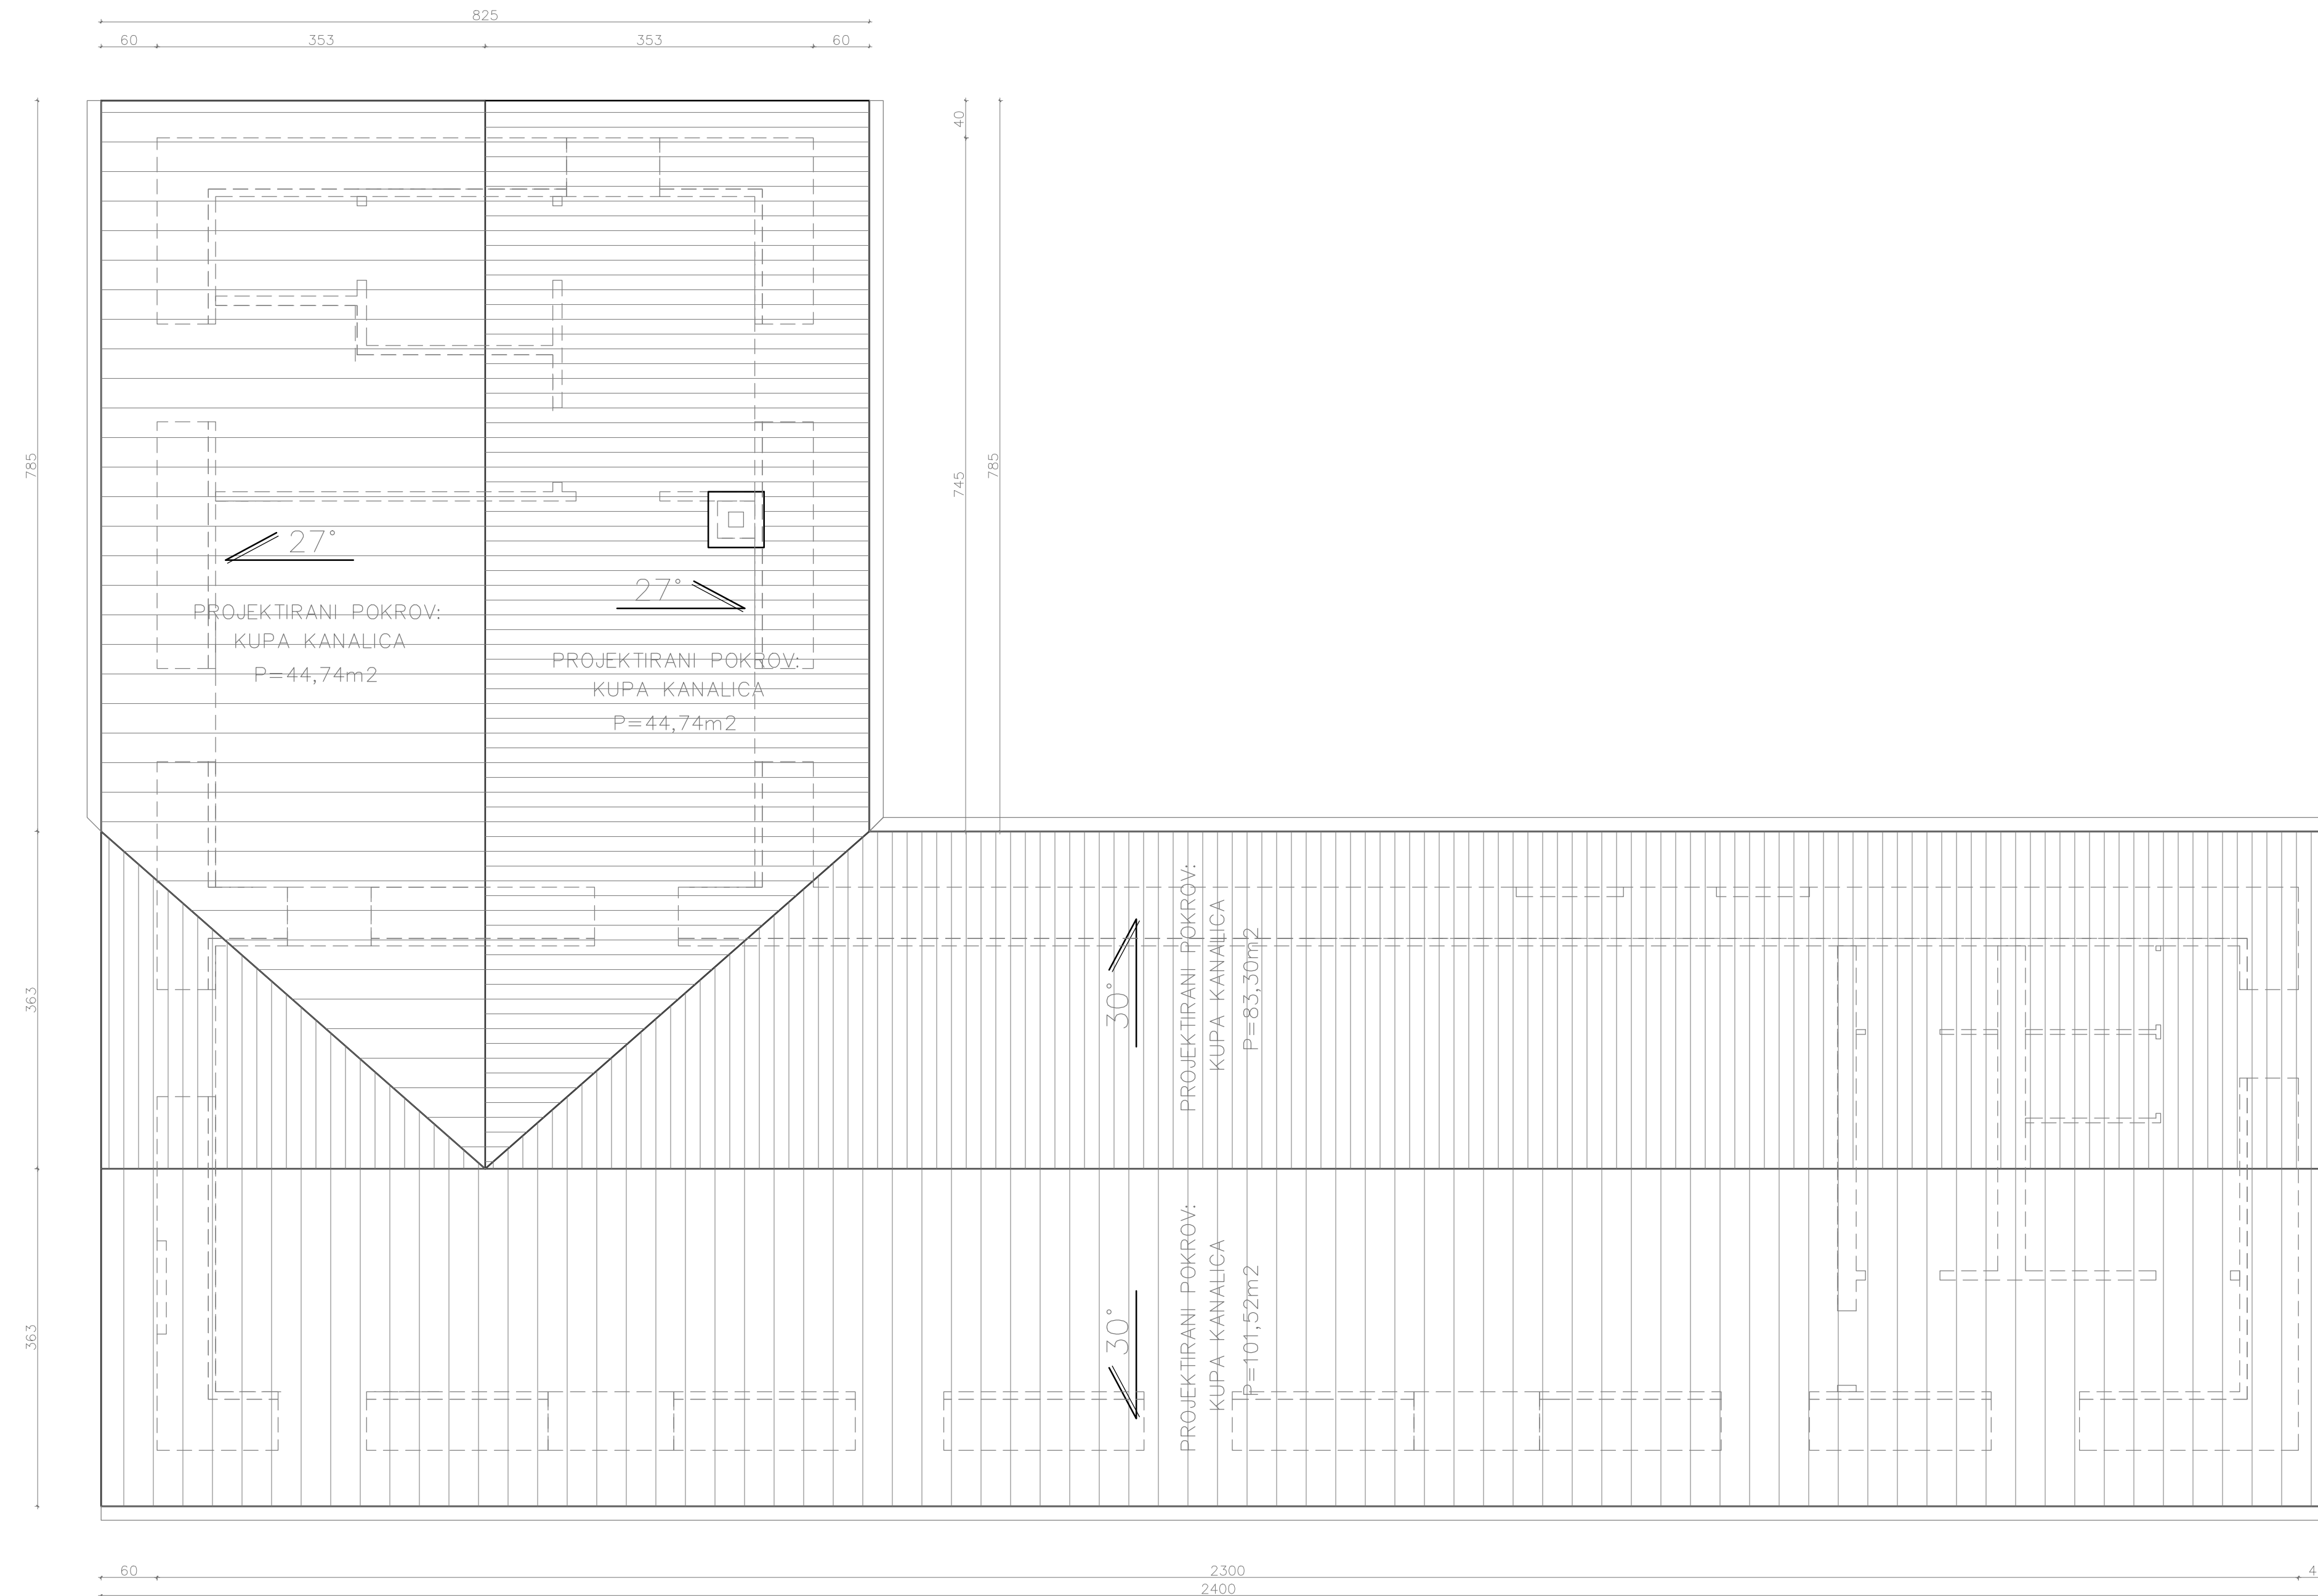 825
60
353
353
60
40
785
745
785
27°
PROJEKTIRANI POKROV:
KUPA KANALICA
P=44,74m2
27°
PROJEKTIRANI POKROV:
KUPA KANALICA
P=44,74m2
363
30°
PROJEKTIRANI POKROV:
KUPA KANALICA
P=83,30m2
363
30°
PROJEKTIRANI POKROV:
KUPA KANALICA
P=101,52m2
60
2300
2400